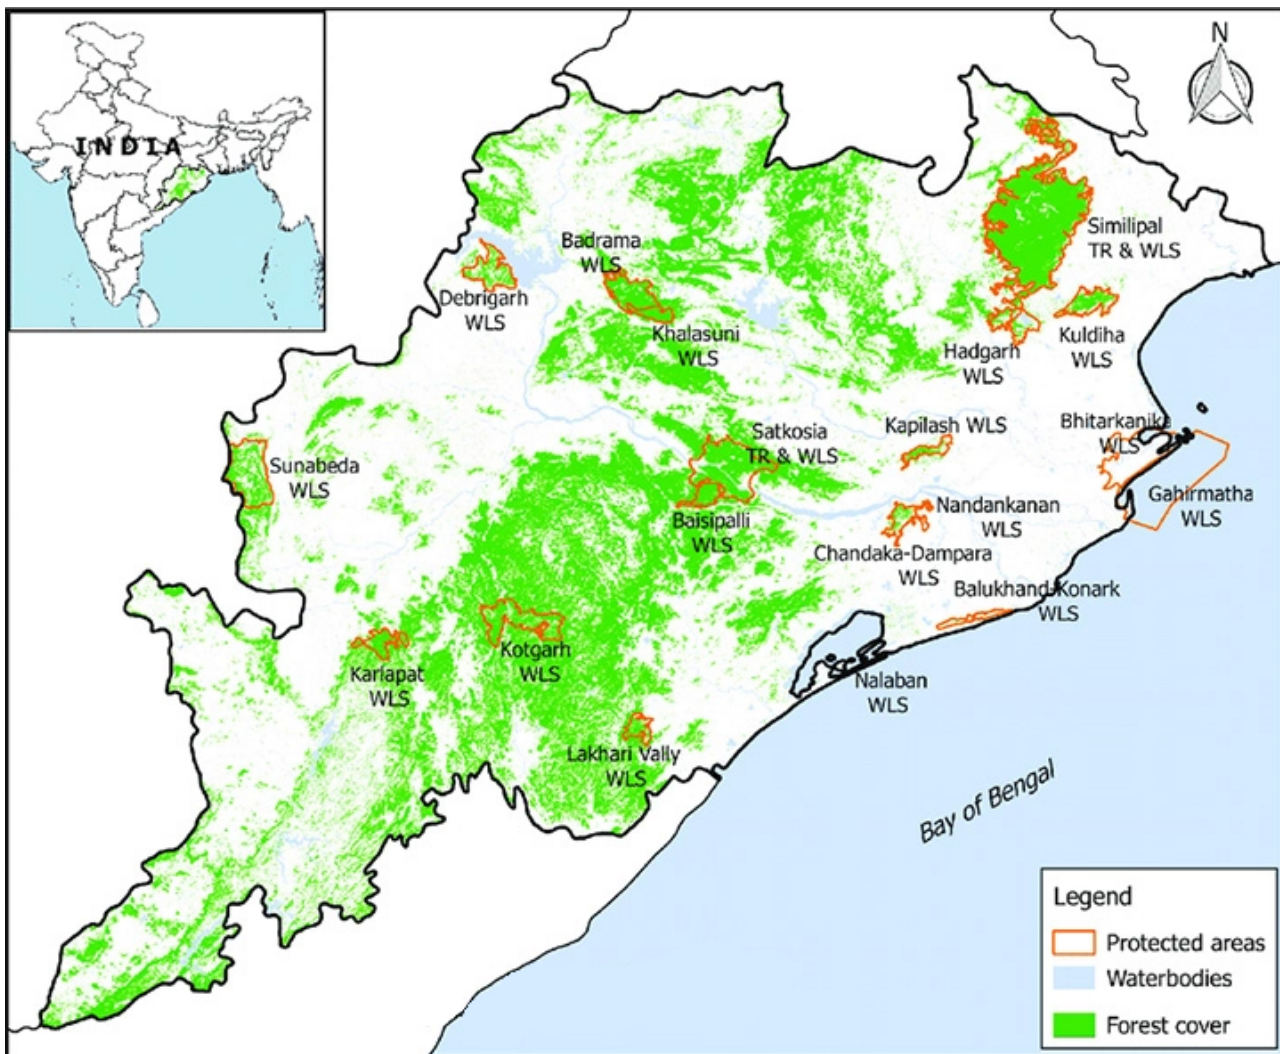 INDIA
N
Similipal
TR & WLS
Badrama
WLS
Debrigarh
WLS
Khalasuni
WLS
Hadgarh
WLS
Kuldiha
WLS
Satkosia
TR & WLS
Kapilash WLS
Bhitarkanika
WLS
Sunabeda
WLS
Baisipalli
WLS
Nandankanan
WLS
Gahirmatha
WLS
Chandaka-Dampara
WLS
Balukhand-Konark
WLS
Karlapat
WLS
Kotgarh
WLS
Nalaban
WLS
Lakhari Vally
WLS
Bay of Bengal
Legend
Protected areas
Waterbodies
Forest cover